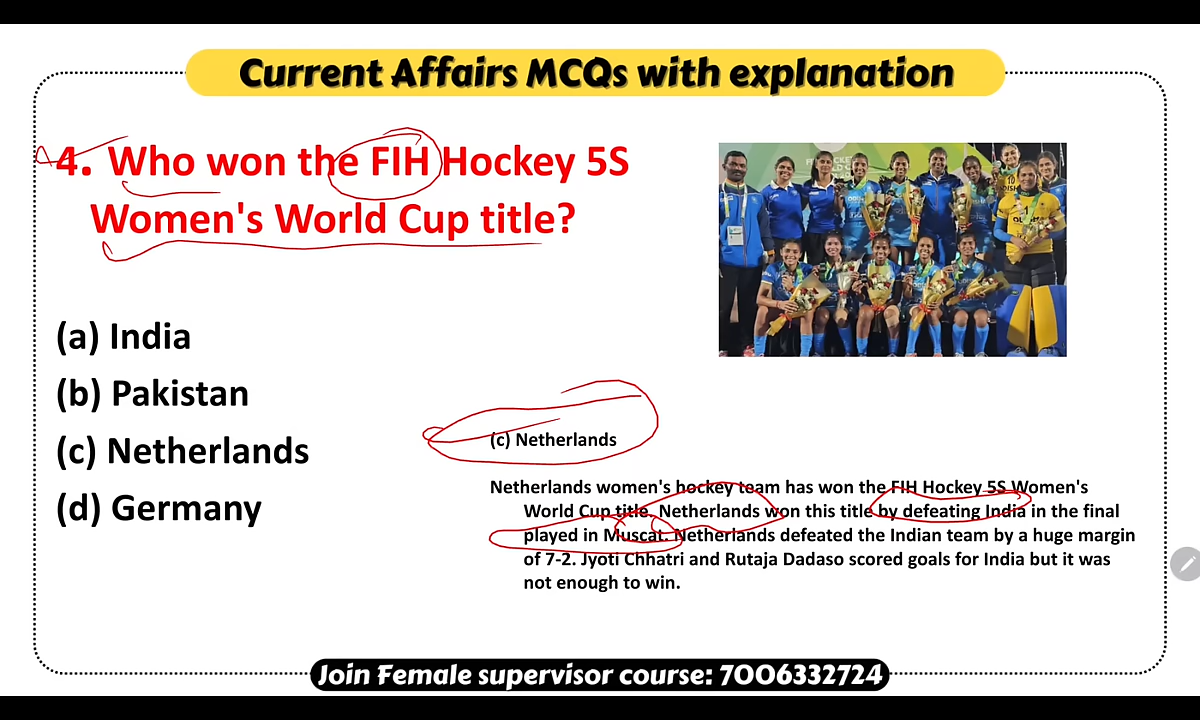 Current Affairs MCQs with explanation
4. Who won the FIH Hockey 5S
Women's World Cup title?
(a) India
(b) Pakistan
(c) Netherlands
(d) Germany
(c) Netherlands
Netherlands women's hockey team has won the FIH Hockey 5S Women's
World Cup title. Netherlands won this title by defeating India in the final
played in Muscat. Netherlands defeated the Indian team by a huge margin
of 7-2. Jyoti Chhatri and Rutaja Dadaso scored goals for India but it was
not enough to win.
Join Female supervisor course: 7006332724